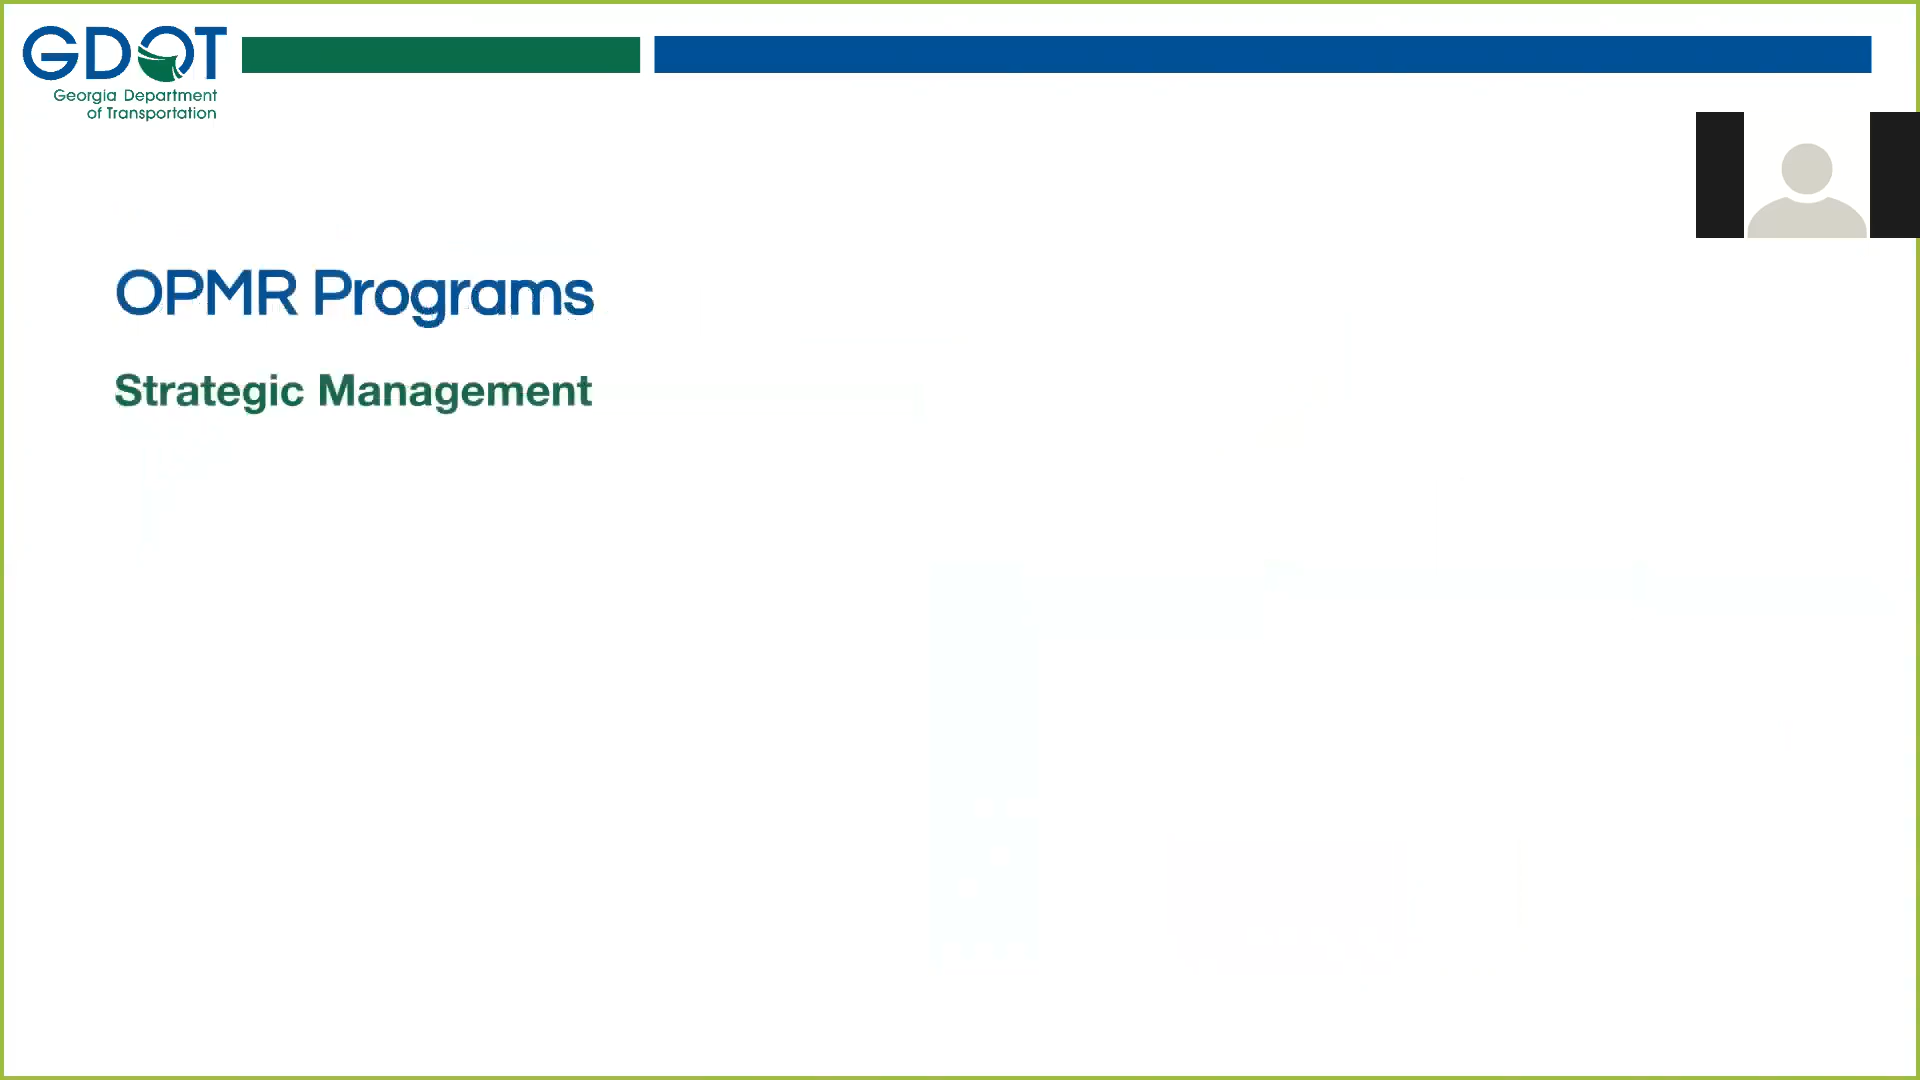 GDOT
Georgia Department
of Transportation
OPMR Programs
Strategic Management